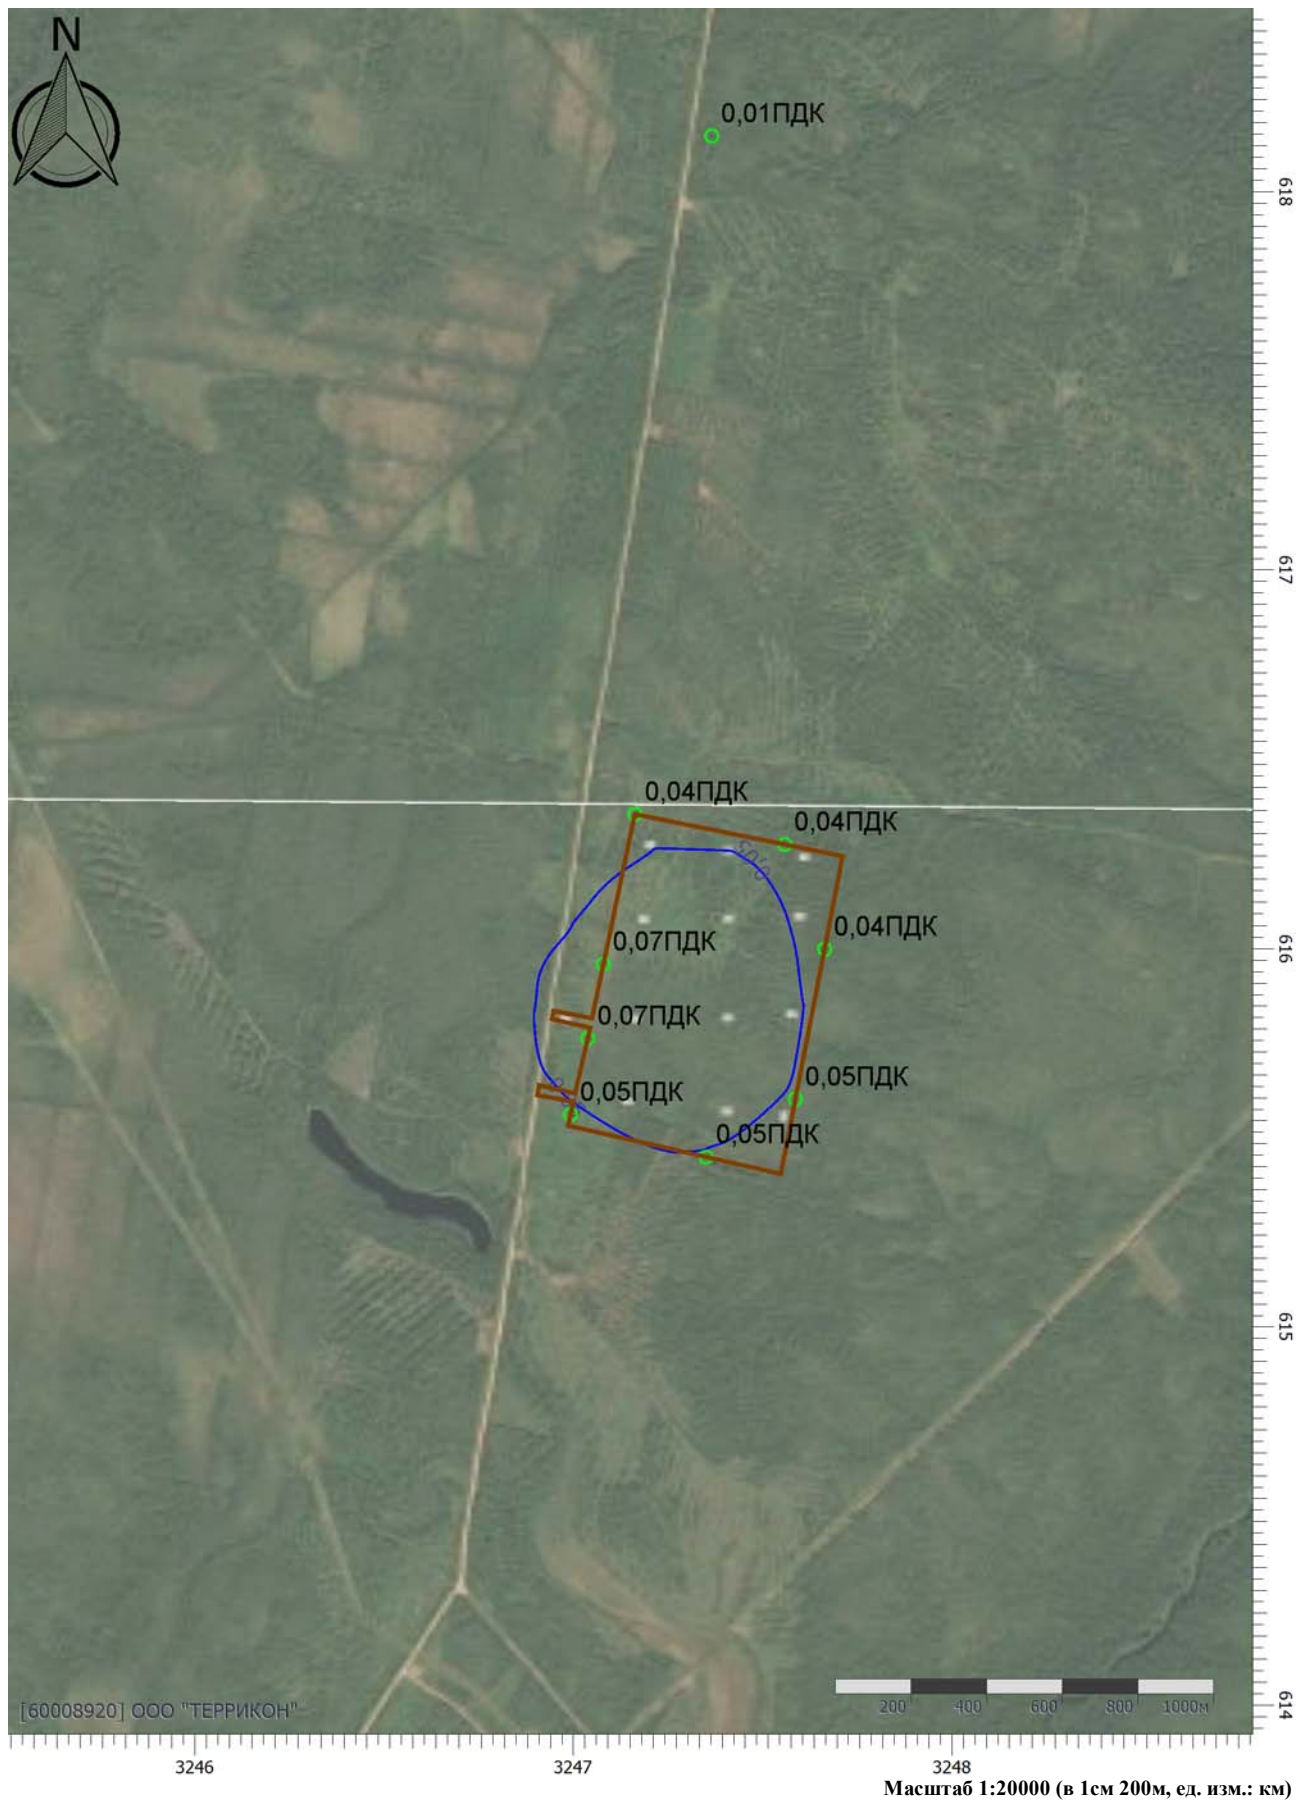 N
0,01ПДК
618
617
0,04ПДК
0,04ПДК
0,04ПДК
0,07ПДК
616
0,07ПДК
0,05ПДК
0,05ПДК
0,05ПДК
615
[60008920] ООО "ТЕРРИКОН"
200 400 600 800 1000м
614
3246 3247 3248
Масштаб 1:20000 (в 1см 200м, ед. изм.: км)